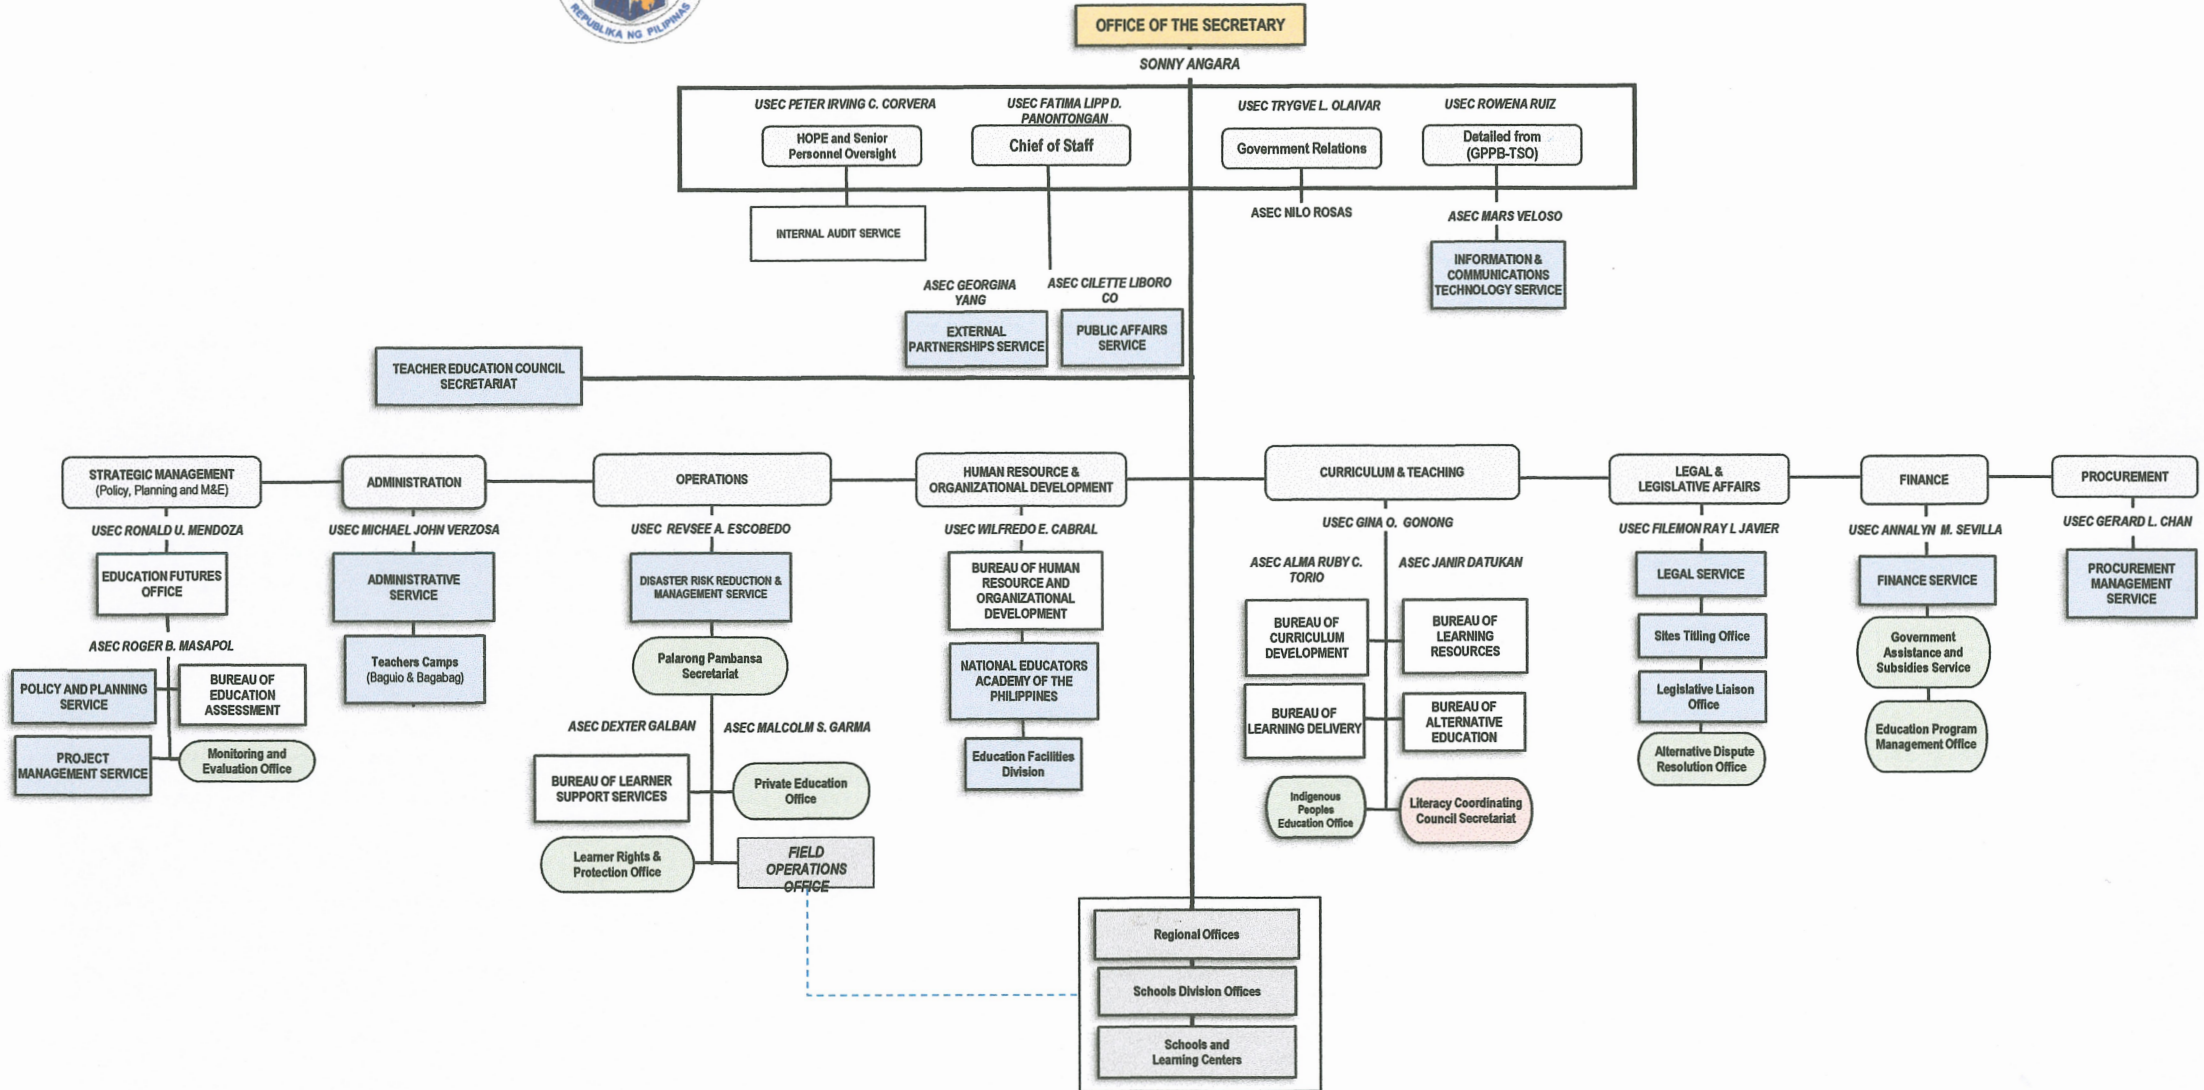 REPUBLIKA NG PILIPINAS
OFFICE OF THE SECRETARY
SONNY ANGARA
USEC PETER IRVING C. CORVERA
HOPE and Senior
Personnel Oversight
INTERNAL AUDIT SERVICE
USEC FATIMA LIPP D.
PANONTONGAN
Chief of Staff
ASEC GEORGINA
YANG
EXTERNAL
PARTNERSHIPS SERVICE
ASEC CILETTE LIBORO
CO
PUBLIC AFFAIRS
SERVICE
USEC TRYGVE L. OLAIVAR
Government Relations
ASEC NILO ROSAS
USEC ROWENA RUIZ
Detailed from
(GPPB-TSO)
ASEC MARS VELOSO
INFORMATION &
COMMUNICATIONS
TECHNOLOGY SERVICE
TEACHER EDUCATION COUNCIL
SECRETARIAT
STRATEGIC MANAGEMENT
(Policy, Planning and M&E)
USEC RONALD U. MENDOZA
EDUCATION FUTURES
OFFICE
ASEC ROGER B. MASAPOL
POLICY AND PLANNING
SERVICE
BUREAU OF
EDUCATION
ASSESSMENT
PROJECT
MANAGEMENT SERVICE
Monitoring and
Evaluation Office
ADMINISTRATION
USEC MICHAEL JOHN VERZOSA
ADMINISTRATIVE
SERVICE
Teachers Camps
(Baguio & Bagabag)
OPERATIONS
USEC REVSEE A. ESCOBEDO
DISASTER RISK REDUCTION &
MANAGEMENT SERVICE
Palarong Pambansa
Secretariat
ASEC DEXTER GALBAN
ASEC MALCOLM S. GARMA
BUREAU OF LEARNER
SUPPORT SERVICES
Private Education
Office
Learner Rights &
Protection Office
FIELD
OPERATIONS
OFFICE
HUMAN RESOURCE &
ORGANIZATIONAL DEVELOPMENT
USEC WILFREDO E. CABRAL
BUREAU OF HUMAN
RESOURCE AND
ORGANIZATIONAL
DEVELOPMENT
NATIONAL EDUCATORS
ACADEMY OF THE
PHILIPPINES
Education Facilities
Division
CURRICULUM & TEACHING
USEC GINA O. GONONG
ASEC ALMA RUBY C.
TORIO
ASEC JANIR DATUKAN
BUREAU OF
CURRICULUM
DEVELOPMENT
BUREAU OF
LEARNING
RESOURCES
BUREAU OF
LEARNING DELIVERY
BUREAU OF
ALTERNATIVE
EDUCATION
Indigenous
Peoples
Education Office
Literacy Coordinating
Council Secretariat
LEGAL &
LEGISLATIVE AFFAIRS
USEC FILEMON RAY L JAVIER
LEGAL SERVICE
Sites Titling Office
Legislative Liaison
Office
Alternative Dispute
Resolution Office
FINANCE
USEC ANNALYN M. SEVILLA
FINANCE SERVICE
Government
Assistance and
Subsidies Service
Education Program
Management Office
PROCUREMENT
USEC GERARD L. CHAN
PROCUREMENT
MANAGEMENT
SERVICE
Regional Offices
Schools Division Offices
Schools and
Learning Centers